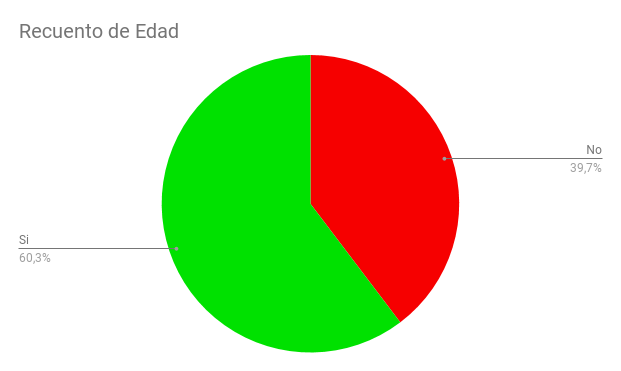 Recuento de Edad
No
39,7%
Si
60,3%